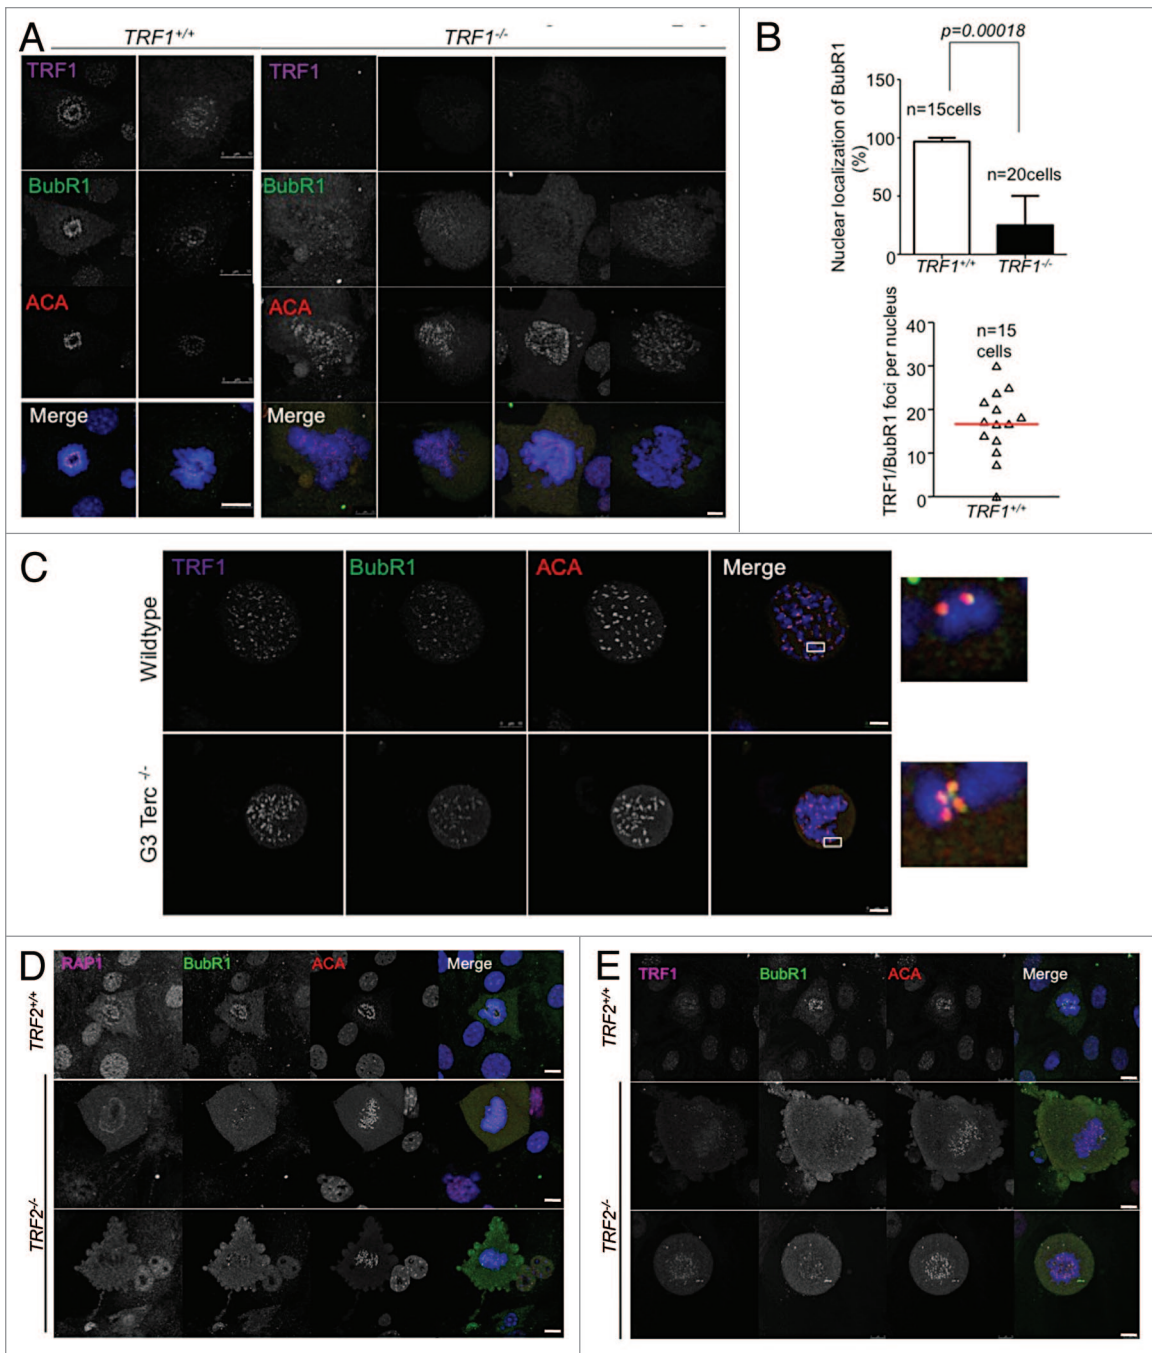 A
TRF1+/+
TRF1-/-
TRF1
TRF1
BubR1
BubR1
ACA
ACA
Merge
Merge
B
p=0.00018
Nuclear localization of BubR1
(%)
150
100
50
0
n=15cells
n=20cells
TRF1+/+
TRF1-/-
TRF1/BubR1 foci per nucleus
40
30
20
10
0
n=15
cells
TRF1+/+
C
TRF1
BubR1
ACA
Merge
Wildtype
G3 Terc -/-
D
RAP1
BubR1
ACA
Merge
TRF2+/+
TRF2-/-
E
TRF1
BubR1
ACA
Merge
TRF2+/+
TRF2-/-